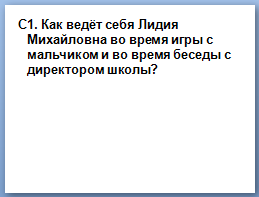 С1. Как ведёт себя Лидия
Михайловна во время игры с
мальчиком и во время беседы с
директором школы?